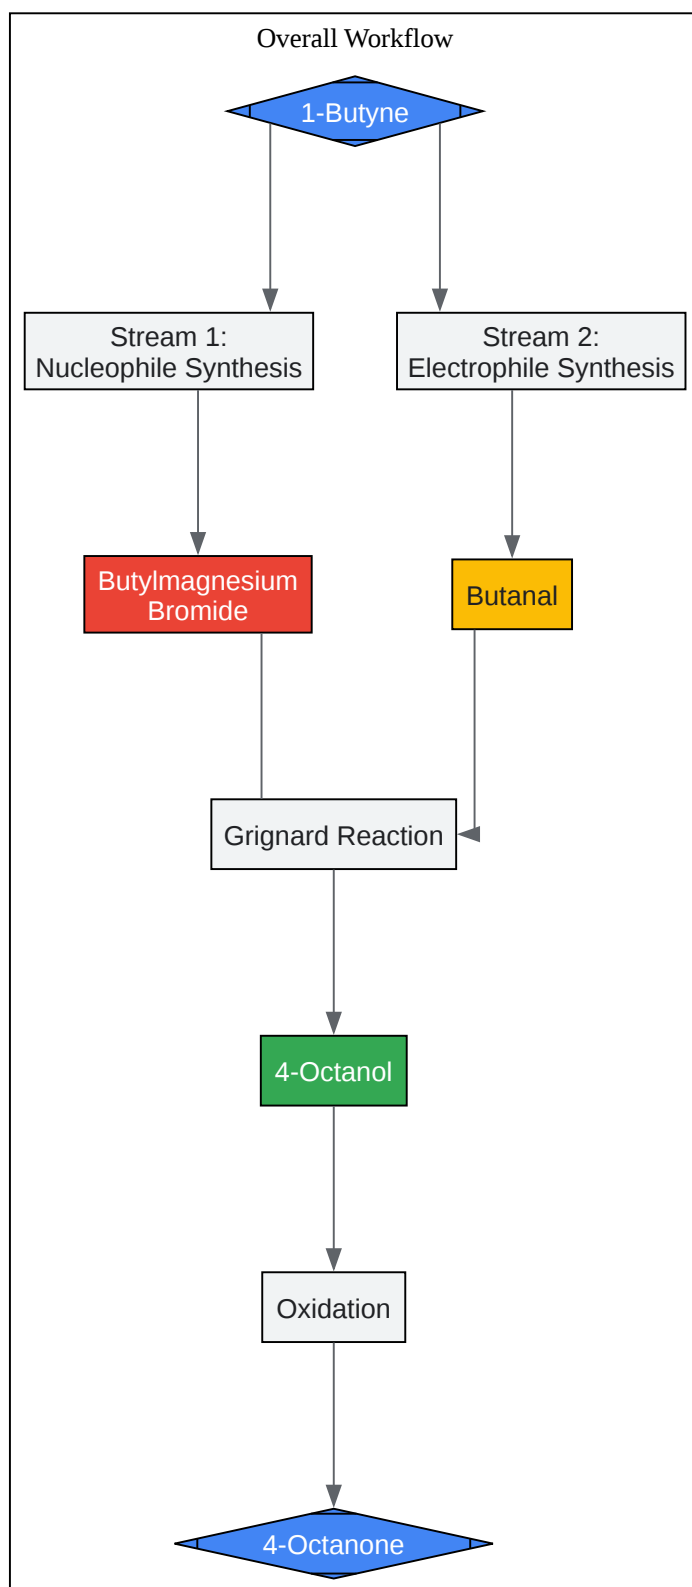 Overall Workflow
1-Butyne
Stream 1:
Nucleophile Synthesis
Stream 2:
Electrophile Synthesis
Butylmagnesium
Bromide
Butanal
Grignard Reaction
4-Octanol
Oxidation
4-Octanone